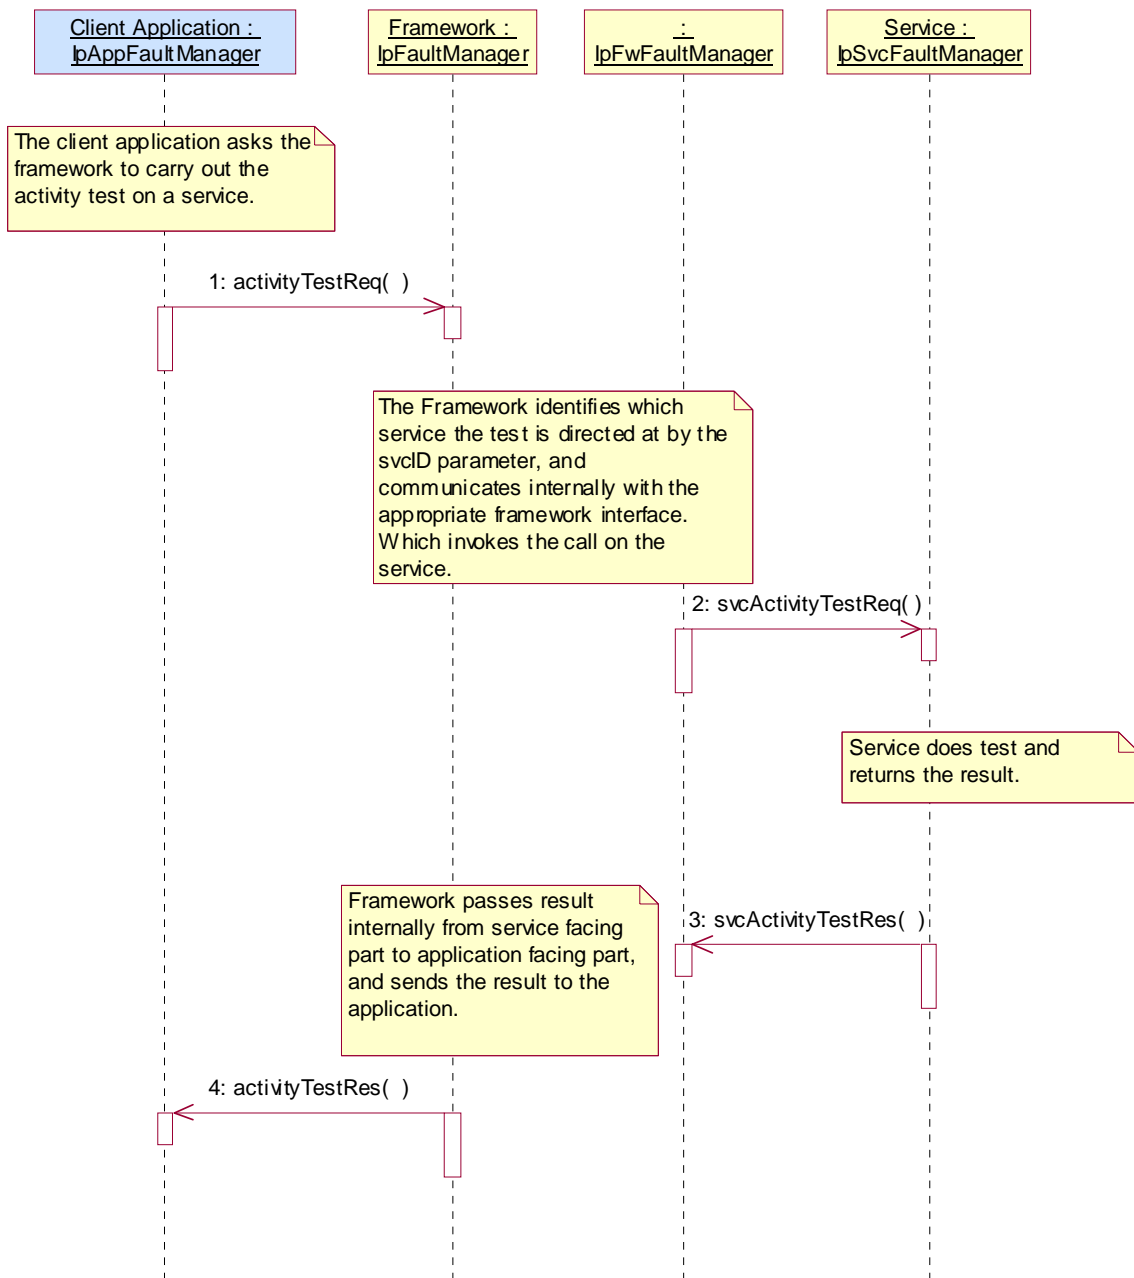 Client Application :
IpAppFaultManager
Framework :
IpFaultManager
:
IpFwFaultManager
Service :
IpSvcFaultManager
The client application asks the
framework to carry out the
activity test on a service.
1: activityTestReq( )
The Framework identifies which
service the test is directed at by the
svcID parameter, and
communicates internally with the
appropriate framework interface.
Which invokes the call on the
service.
2: svcActivityTestReq( )
Service does test and
returns the result.
Framework passes result
internally from service facing
part to application facing part,
and sends the result to the
application.
3: svcActivityTestRes( )
4: activityTestRes( )